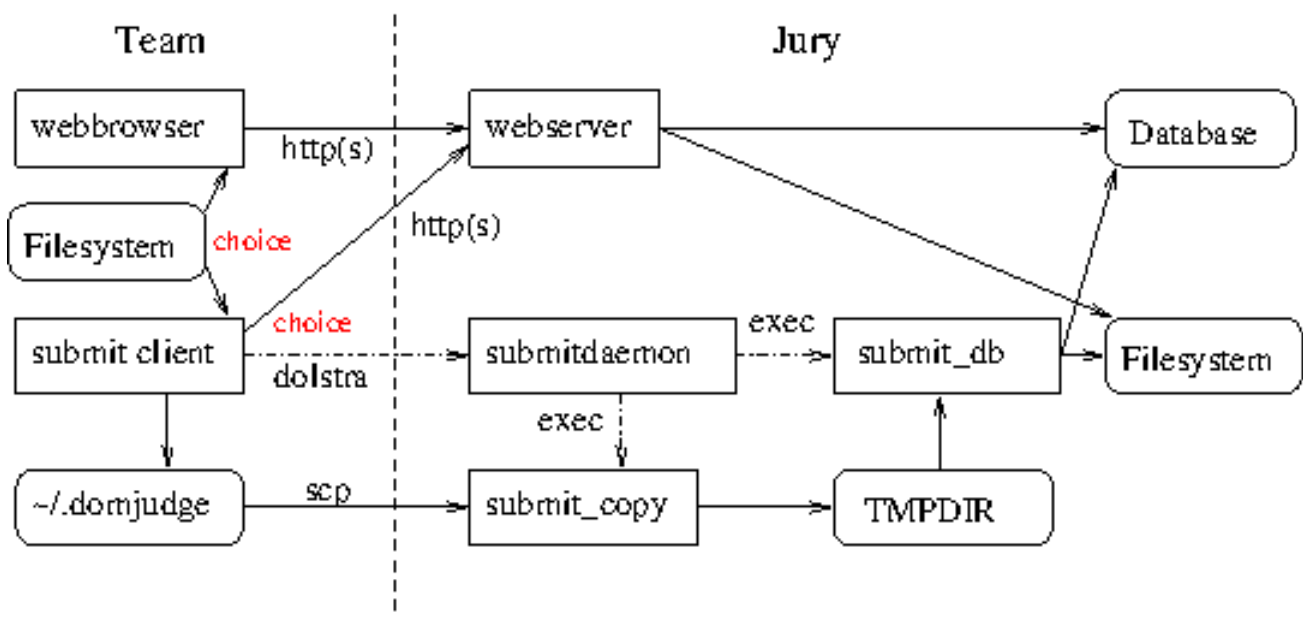 Team
Jury
webbrowser
http(s)
webserver
Database
Filesystem
choice
http(s)
submit client
choice
dolstra
submitdaemon
exec
submit_db
Filesystem
exec
~/.domjudge
scp
submit_copy
TMPDIR